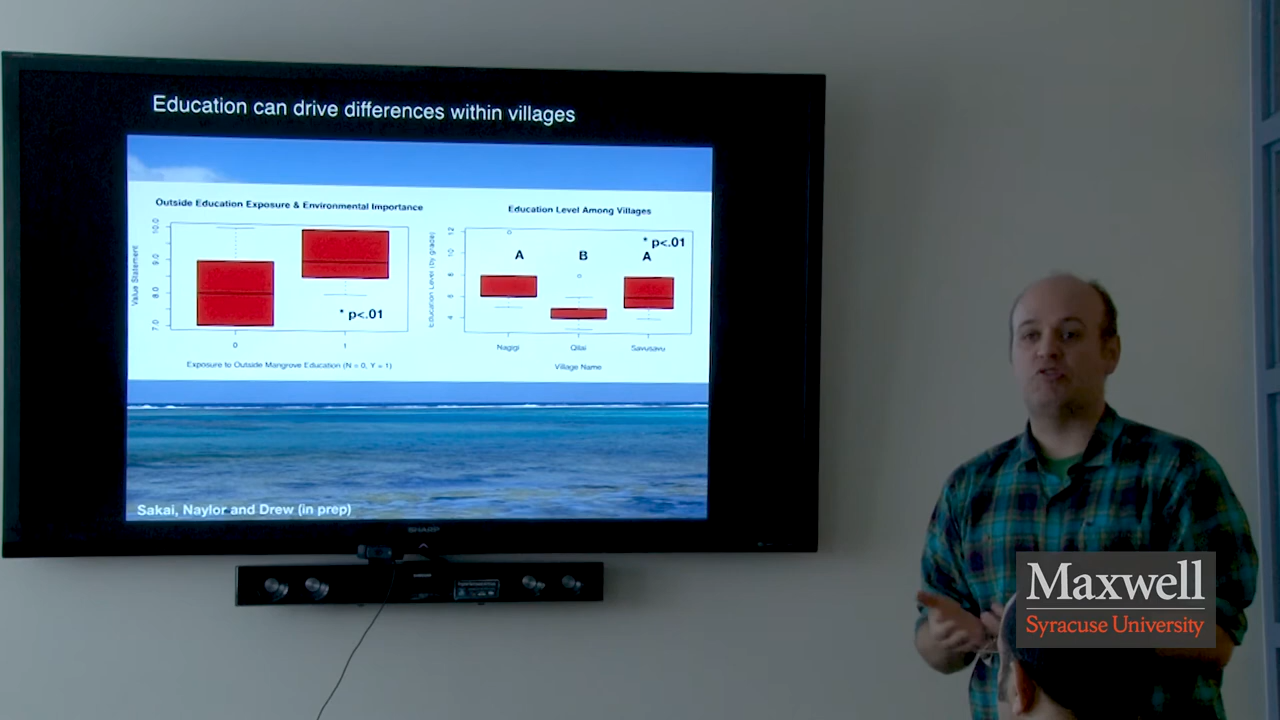 Education can drive differences within villages
Outside Education Exposure & Environmental Importance
Value Statement
10.0
9.0
8.0
7.0
* p<.01
0
1
Exposure to Outside Mangrove Education (N = 0, Y = 1)
Education Level Among Villages
Education Level (by grade)
12
10
8
6
4
A
B
A
* p<.01
Nagigi
Qilai
Savusavu
Village Name
Sakai, Naylor and Drew (in prep)
SHARP
Maxwell
Syracuse University